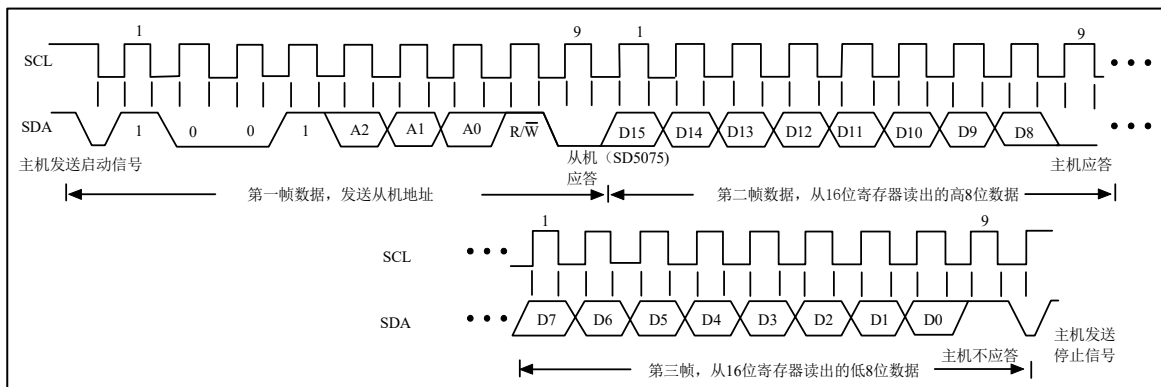 1 9 1 9
SCL
SDA 1 0 0 1 A2 A1 A0 R/W̅ D15 D14 D13 D12 D11 D10 D9 D8
主机发送启动信号 从机（SD5075) 应答 主机应答
第一帧数据，发送从机地址 第二帧数据，从16位寄存器读出的高8位数据
1 9
SCL
SDA D7 D6 D5 D4 D3 D2 D1 D0
主机不应答 主机发送
停止信号
第三帧，从16位寄存器读出的低8位数据